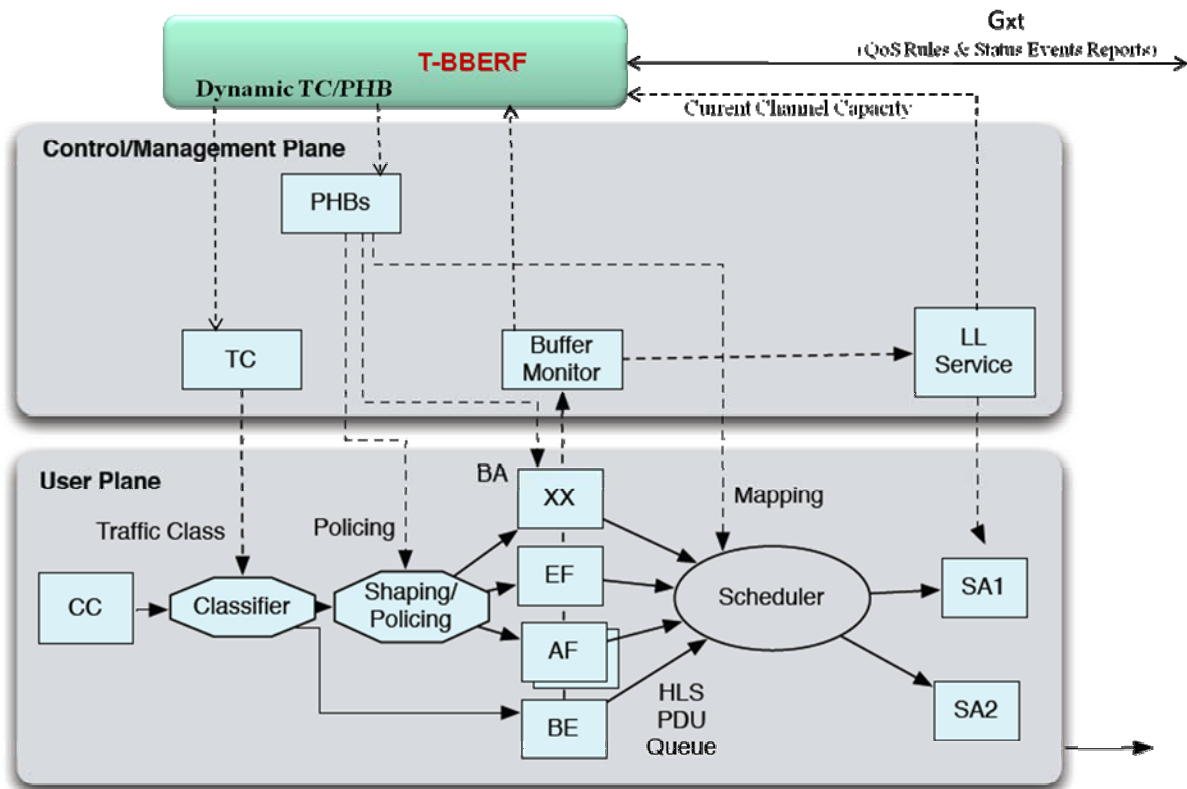 Gxt
(QoS Rules & Status Events Reports)
T-BBERF
Dynamic TC/PHB
Current Channel Capacity
Control/Management Plane
PHBs
TC
Buffer
Monitor
LL
Service
User Plane
BA
XX
Mapping
Traffic Class
Policing
CC
Classifier
Shaping/
Policing
EF
AF
BE
Scheduler
HLS
PDU
Queue
SA1
SA2